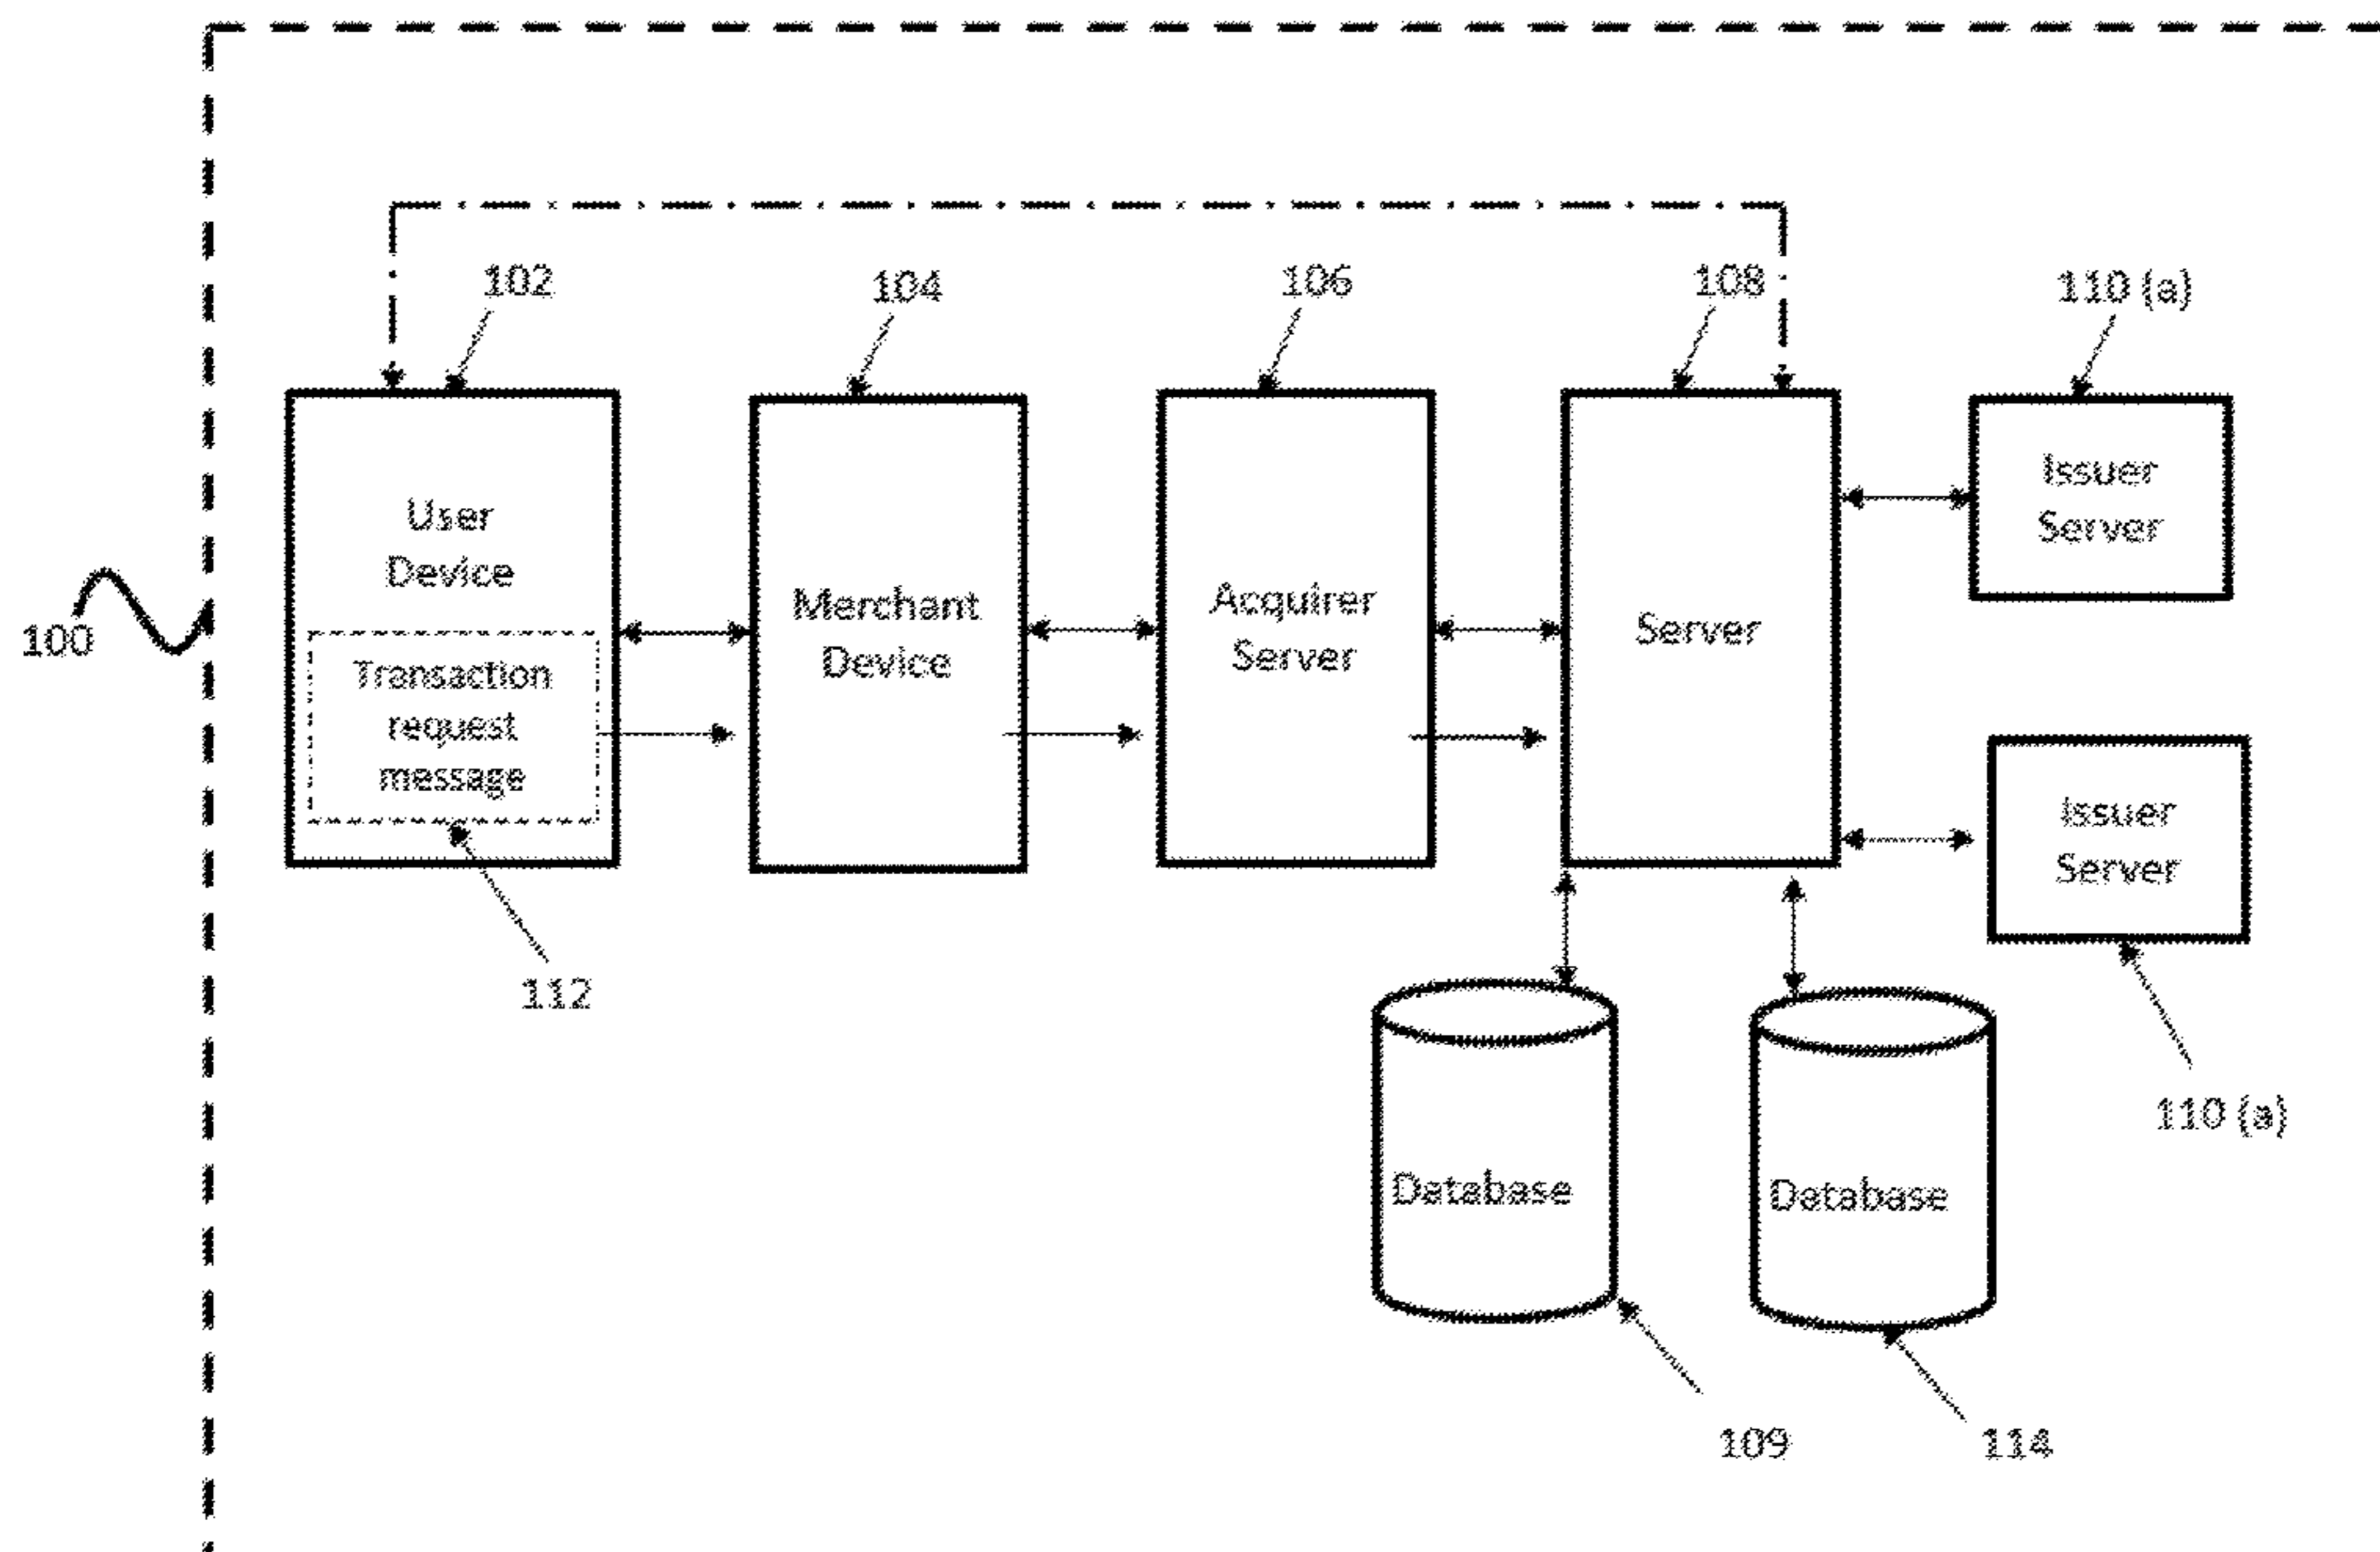 102
104
106
108
110 (a)
User
Device
Transaction
request
message
Merchant
Device
Acquirer
Server
Server
Issuer
Server
Issuer
Server
100
112
110 (a)
Database
Database
109
114